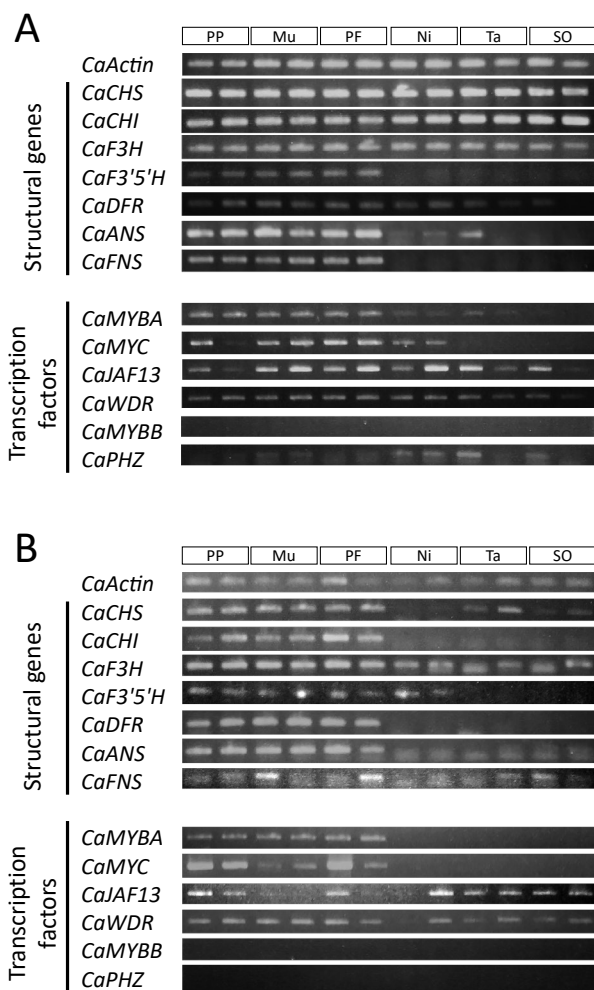 A
PP Mu PF Ni Ta SO
Structural genes
CaActin
CaCHS
CaCHI
CaF3H
CaF3'5'H
CaDFR
CaANS
CaFNS
Transcription factors
CaMYBA
CaMYC
CaJAF13
CaWDR
CaMYBB
CaPHZ
B
PP Mu PF Ni Ta SO
Structural genes
CaActin
CaCHS
CaCHI
CaF3H
CaF3'5'H
CaDFR
CaANS
CaFNS
Transcription factors
CaMYBA
CaMYC
CaJAF13
CaWDR
CaMYBB
CaPHZ